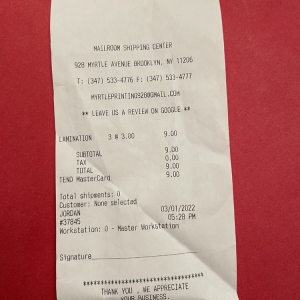 MAILROOM SHIPPING CENTER
928 MYRTLE AVENUE BROOKLYN, NY 11206
T: (347) 533-4776 F: (347) 533-4777
MYRTLEPRINTING928@GMAIL.COM
** LEAVE US A REVIEW ON GOOGLE **
LAMINATION 3 @ 3.00 9.00
SUBTOTAL 9.00
TAX 0.00
TOTAL 9.00
TEND MasterCard 9.00
Total shipments: 0
Customer: None selected
JORDAN 03/01/2022
#37845 05:28 PM
Workstation: 0 - Master Workstation
Signature
***********************************
THANK YOU , WE APPRECIATE
YOUR BUSINESS.